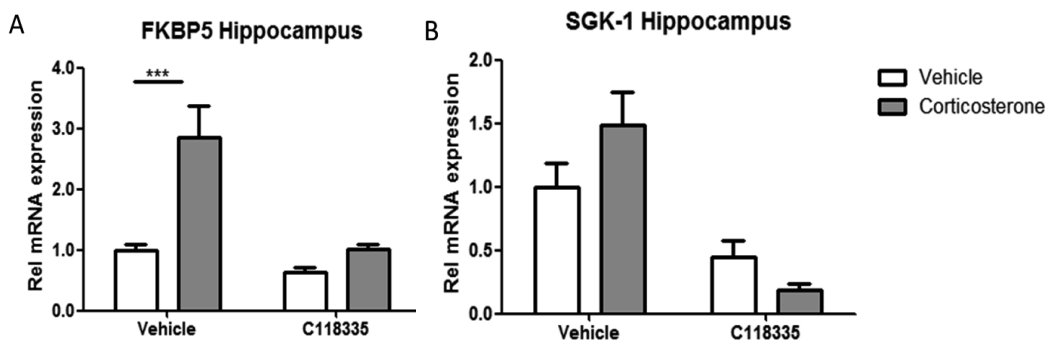 A
FKBP5 Hippocampus
Rel mRNA expression
4.0
3.0
2.0
1.0
0.0
***
Vehicle
C118335
B
SGK-1 Hippocampus
Rel mRNA expression
2.0
1.5
1.0
0.5
0.0
Vehicle
C118335
Vehicle
Corticosterone